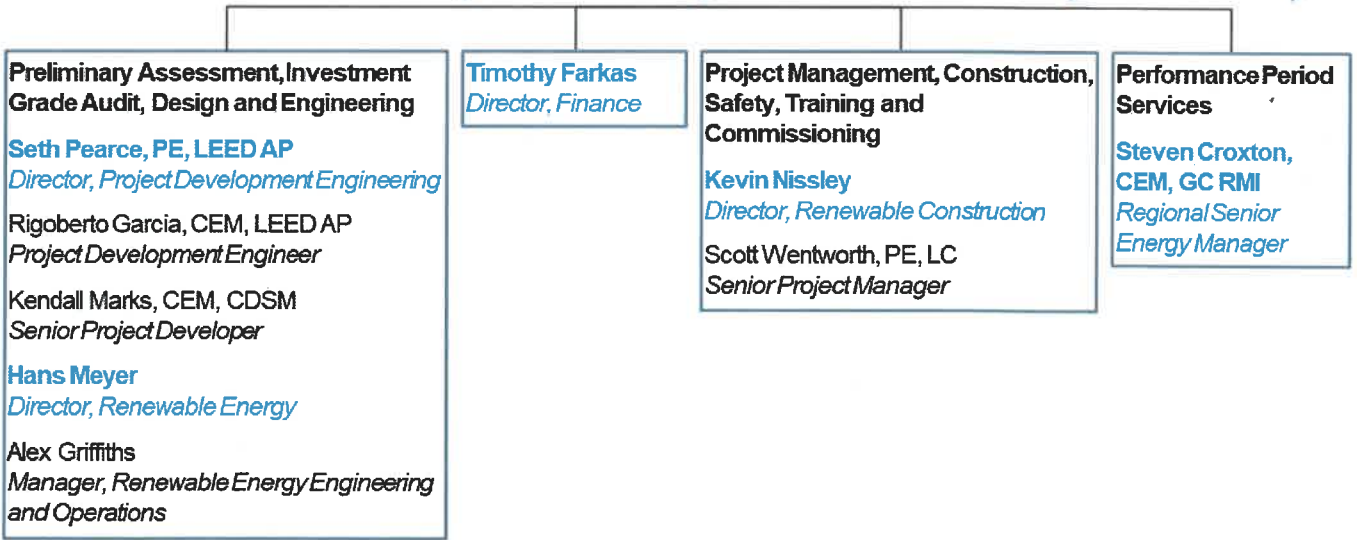 Preliminary Assessment, Investment
Grade Audit, Design and Engineering
Seth Pearce, PE, LEED AP
Director, Project Development Engineering
Rigoberto Garcia, CEM, LEED AP
Project Development Engineer
Kendall Marks, CEM, CDSM
Senior Project Developer
Hans Meyer
Director, Renewable Energy
Alex Griffiths
Manager, Renewable Energy Engineering
and Operations
Timothy Farkas
Director, Finance
Project Management, Construction,
Safety, Training and
Commissioning
Kevin Nissley
Director, Renewable Construction
Scott Wentworth, PE, LC
Senior Project Manager
Performance Period
Services
Steven Croxton,
CEM, GC RMI
Regional Senior
Energy Manager